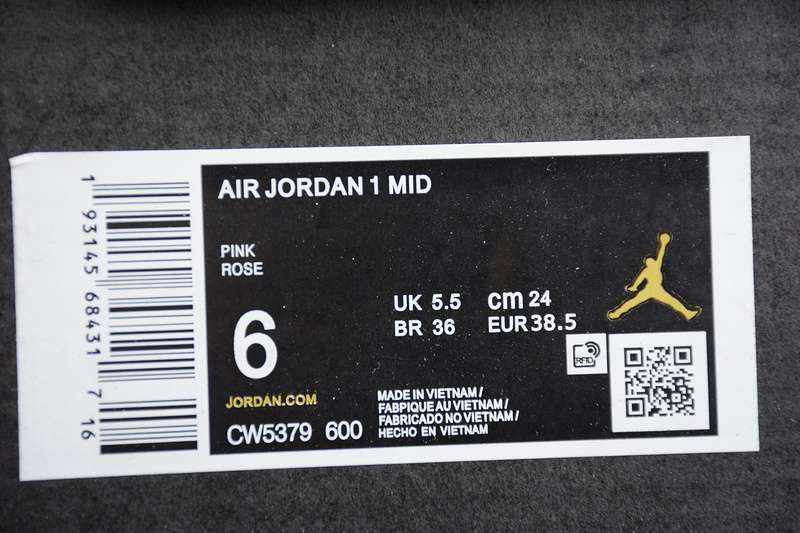 1 93145 68431 7 16
AIR JORDAN 1 MID
PINK
ROSE
6
UK 5.5 cm 24
BR 36 EUR 38.5
RFID
JORDAN.COM
CW5379 600
MADE IN VIETNAM /
FABRIQUE AU VIETNAM /
FABRICADO NO VIETNAM /
HECHO EN VIETNAM